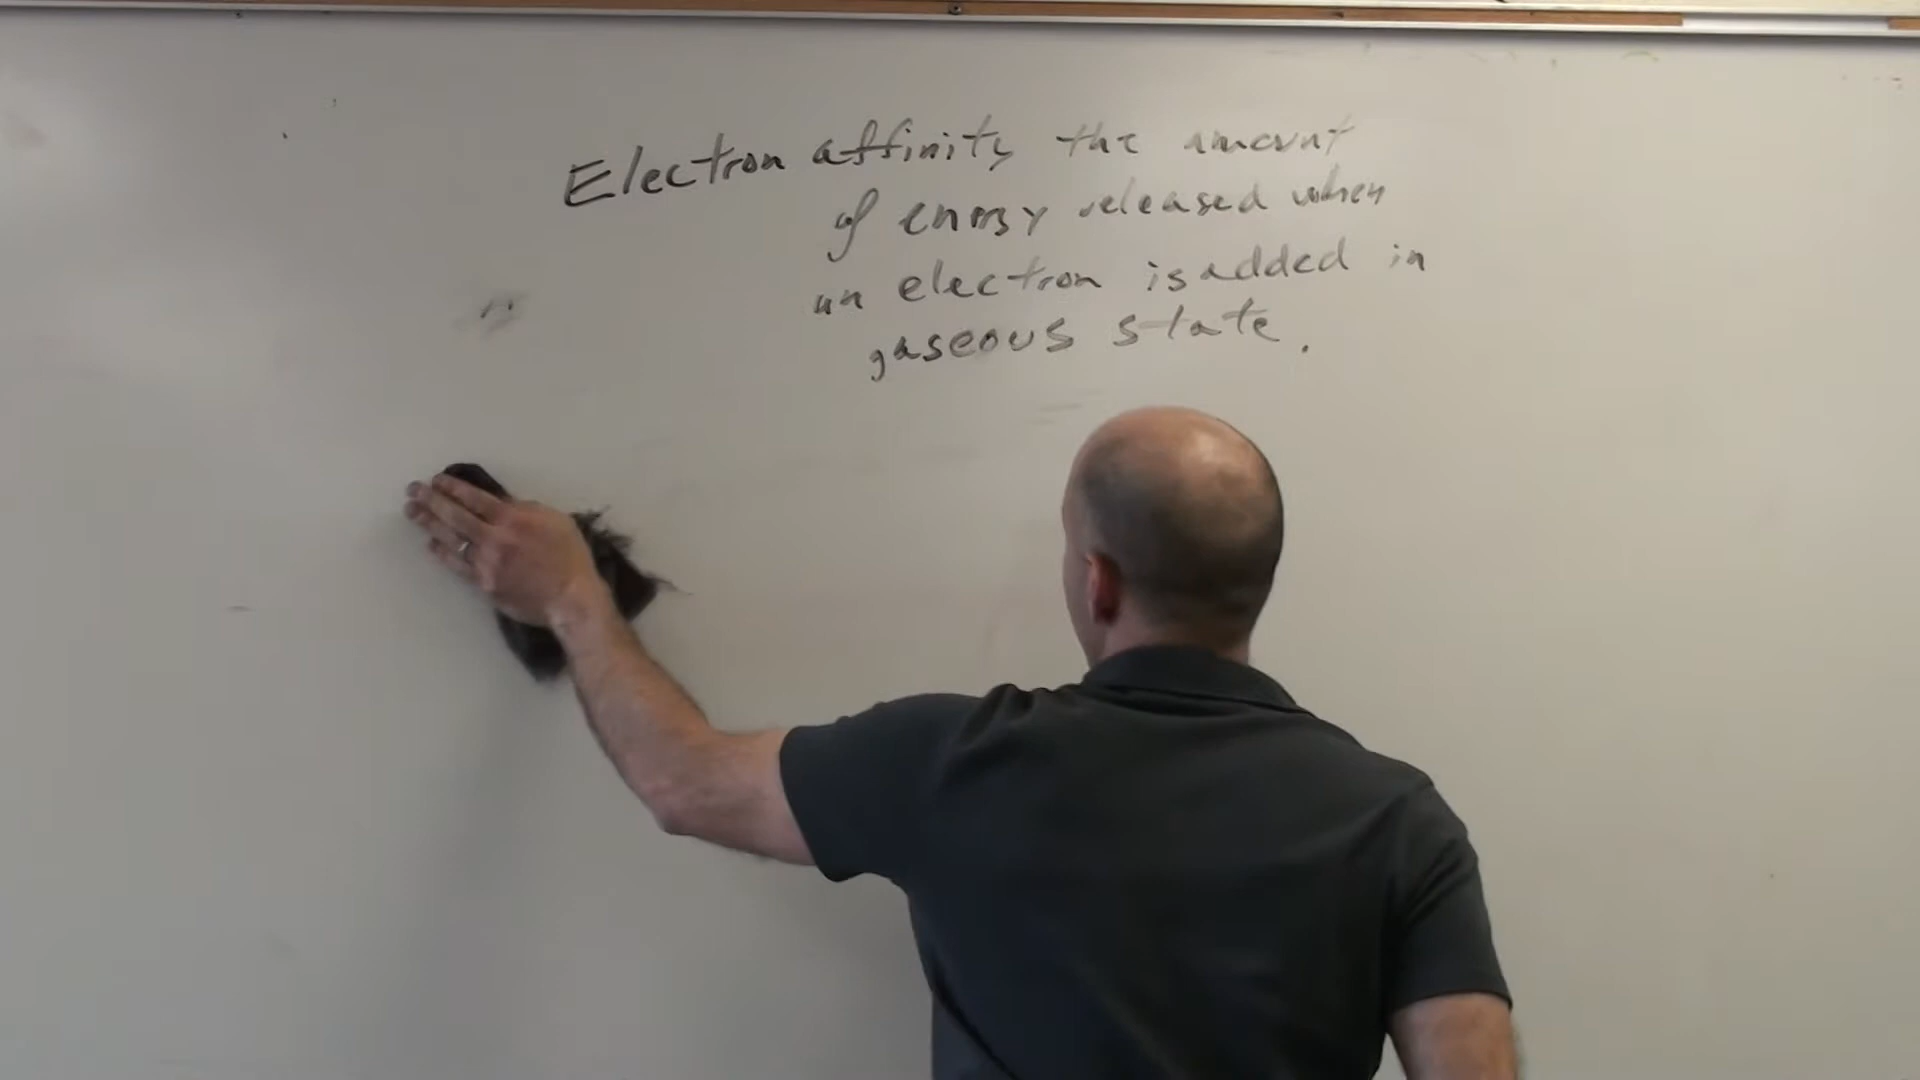 Electron affinity the amount
of energy released when
an electron is added in
gaseous state.